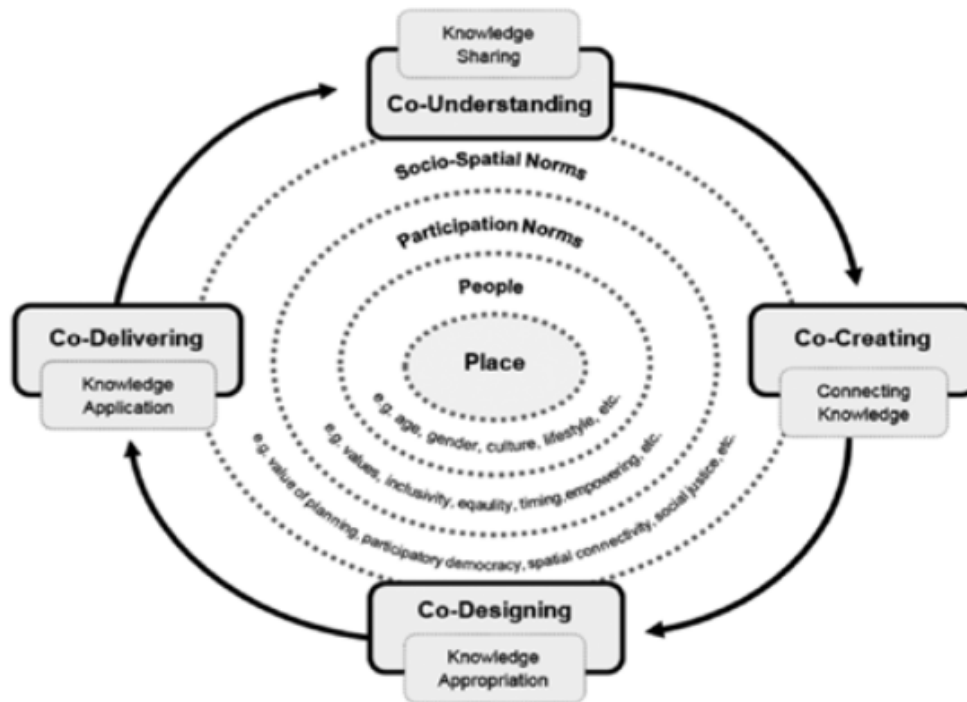 Knowledge
Sharing
Co-Understanding
Socio-Spatial Norms
Participation Norms
People
Place
Co-Delivering
Knowledge
Application
Co-Creating
Connecting
Knowledge
e.g. age, gender, culture, lifestyle, etc.
e.g. values, inclusivity, eqaulity, timing, empowering, etc.
e.g. value of planning, participatory democracy, spatial connectivity, social justice, etc.
Co-Designing
Knowledge
Appropriation